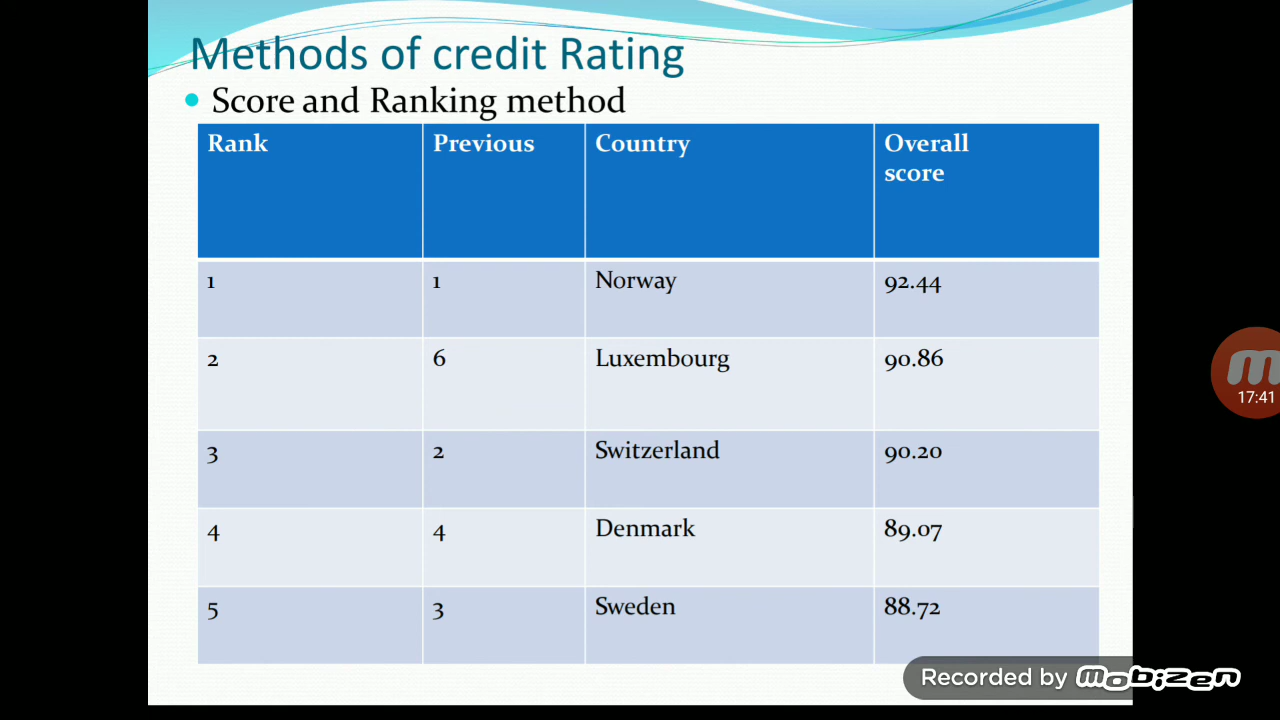 Methods of credit Rating
Score and Ranking method
Rank Previous Country Overall
score
1 1 Norway 92.44
2 6 Luxembourg 90.86
3 2 Switzerland 90.20
4 4 Denmark 89.07
5 3 Sweden 88.72
17:41
Recorded by mobizen